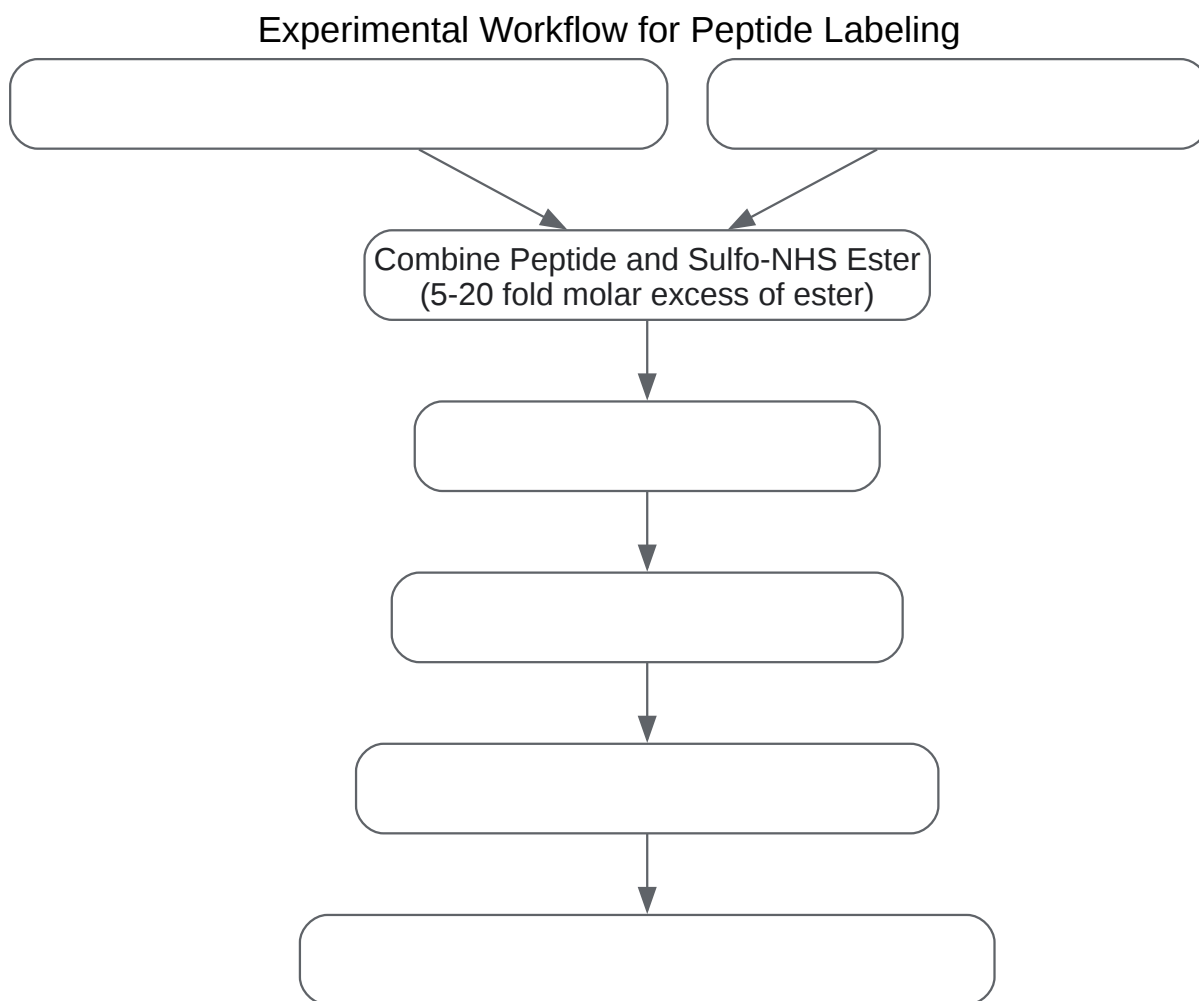 Experimental Workflow for Peptide Labeling
Combine Peptide and Sulfo-NHS Ester
(5-20 fold molar excess of ester)